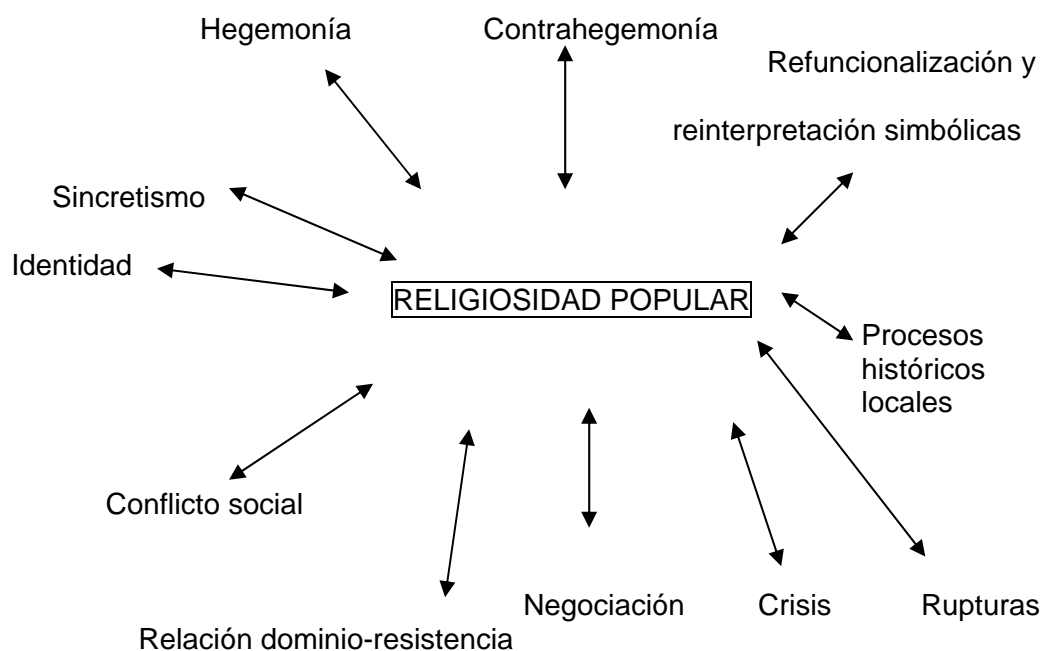 Hegemonía
Contrahegemonía
Refuncionalización y
reinterpretación simbólicas
Sincretismo
Identidad
RELIGIOSIDAD POPULAR
Procesos
históricos
locales
Conflicto social
Negociación
Crisis
Rupturas
Relación dominio-resistencia